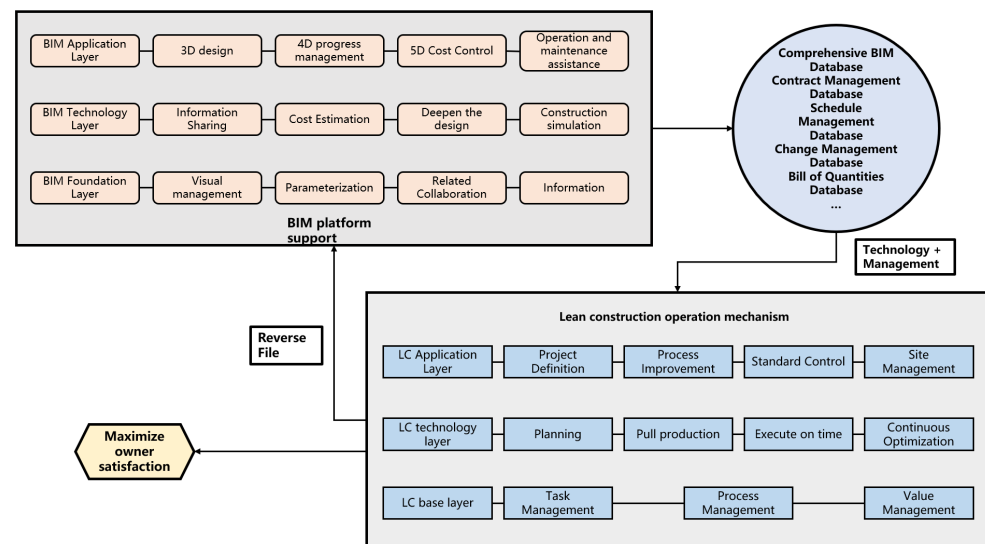 BIM Application
Layer
3D design
4D progress
management
5D Cost Control
Operation and
maintenance
assistance
BIM Technology
Layer
Information
Sharing
Cost Estimation
Deepen the
design
Construction
simulation
BIM Foundation
Layer
Visual
management
Parameterization
Related
Collaboration
Information
BIM platform
support
Comprehensive BIM
Database
Contract Management
Database
Schedule
Management
Database
Change Management
Database
Bill of Quantities
Database
...
Technology +
Management
Reverse
File
Lean construction operation mechanism
LC Application
Layer
Project
Definition
Process
Improvement
Standard Control
Site
Management
LC technology
layer
Planning
Pull production
Execute on time
Continuous
Optimization
LC base layer
Task
Management
Process
Management
Value
Management
Maximize
owner
satisfaction